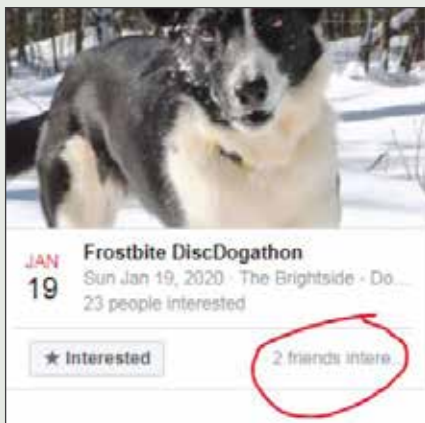 JAN
19
Frostbite DiscDogathon
Sun Jan 19, 2020 · The Brightside - Do...
23 people interested
★ Interested
2 friends intere...